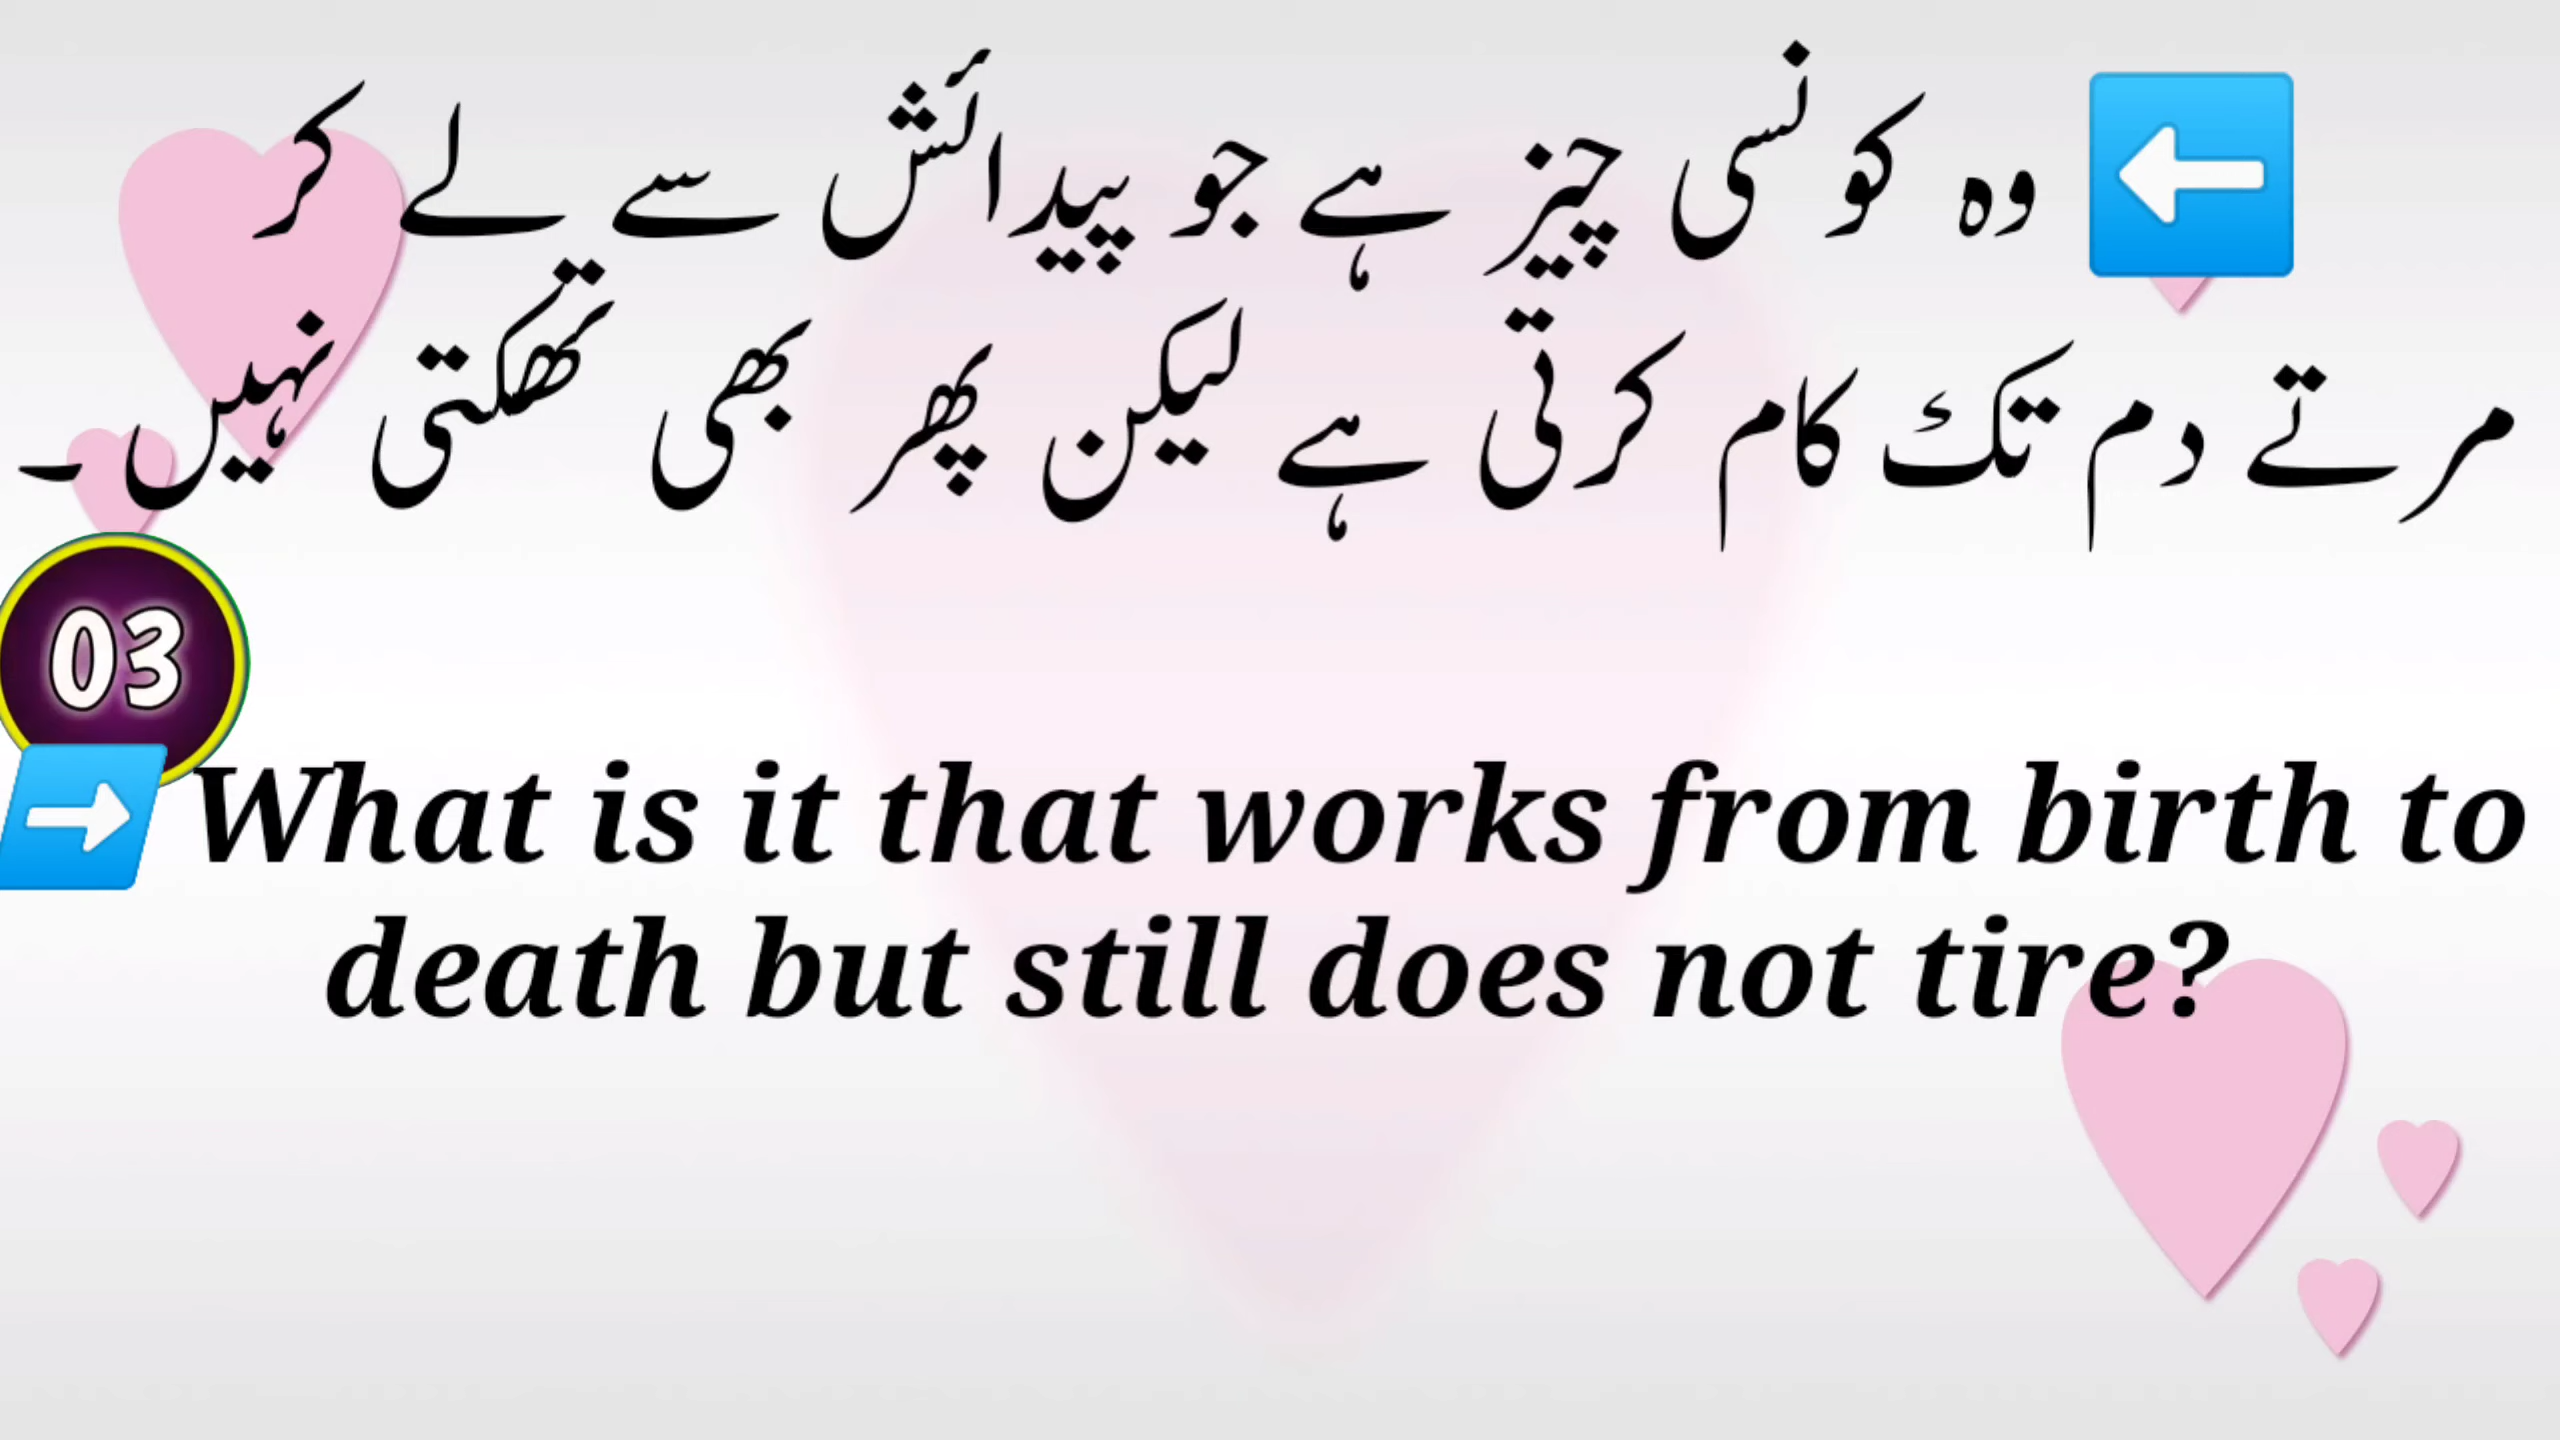 وہ کونسی چیز ہے جو پیدائش سے لے کر
مرتے دم تک کام کرتی ہے لیکن پھر بھی تھکتی نہیں ۔
03
What is it that works from birth to
death but still does not tire?